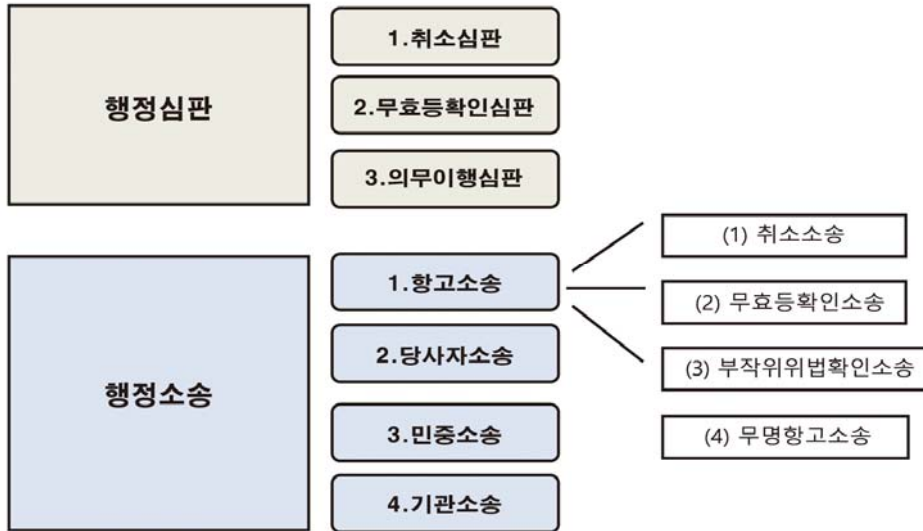 행정심판
1.취소심판
2.무효등확인심판
3.의무이행심판
행정소송
1.항고소송
(1) 취소소송
(2) 무효등확인소송
(3) 부작위위법확인소송
(4) 무명항고소송
2.당사자소송
3.민중소송
4.기관소송